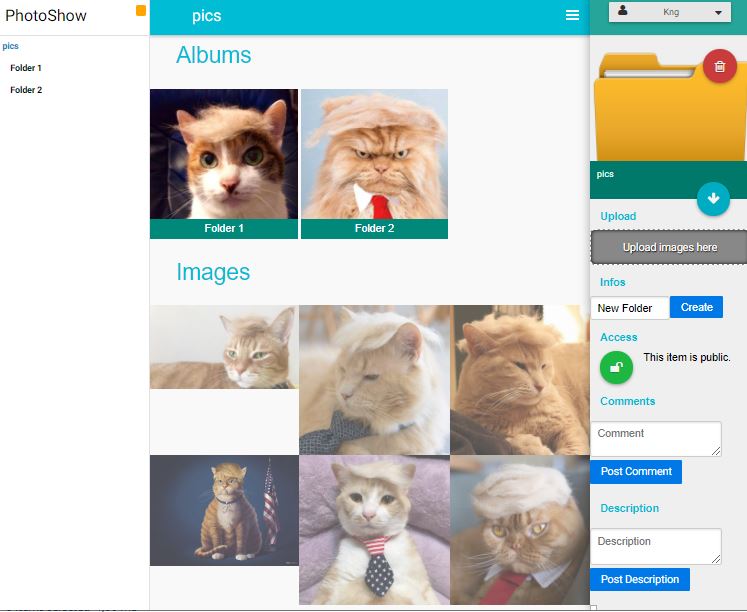 PhotoShow
pics
Folder 1
Folder 2
pics
Albums
Folder 1
Folder 2
Images
Kng
pics
Upload
Upload images here
Infos
New Folder
Create
Access
This item is public.
Comments
Comment
Post Comment
Description
Description
Post Description